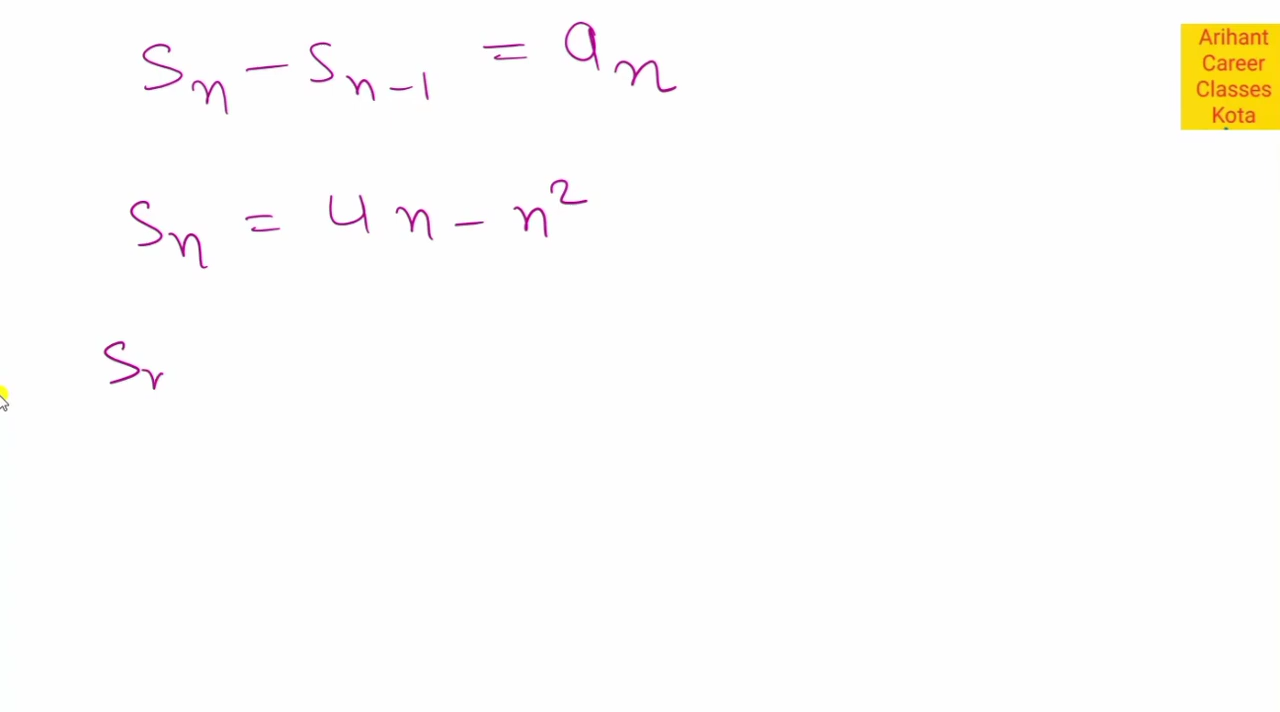 Sₙ − Sₙ₋₁ = aₙ
Sₙ = 4n − n²
Sᵣ
Arihant
Career
Classes
Kota